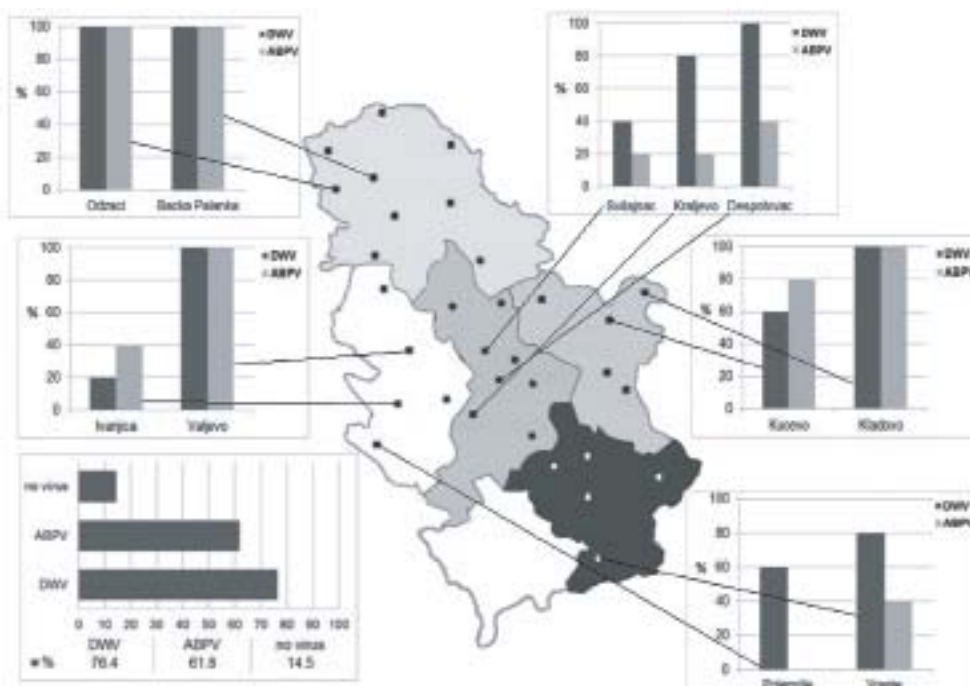 100
80
60
40
20
0
%
DWV
ABPV
Odzaci Backa Palanka
100
80
60
40
20
0
%
DWV
ABPV
Kraljevo Despotovac
100
80
60
40
20
0
%
DWV
ABPV
Ivanjica Valjevo
100
80
60
40
20
0
%
DWV
ABPV
Kucevo Kladovo
no virus
ABPV
DWV
0 10 20 30 40 50 60 70 80 90 100
DWV ABPV no virus
% 76.4 61.8 14.5
100
80
60
40
20
0
%
DWV
ABPV
Vranje